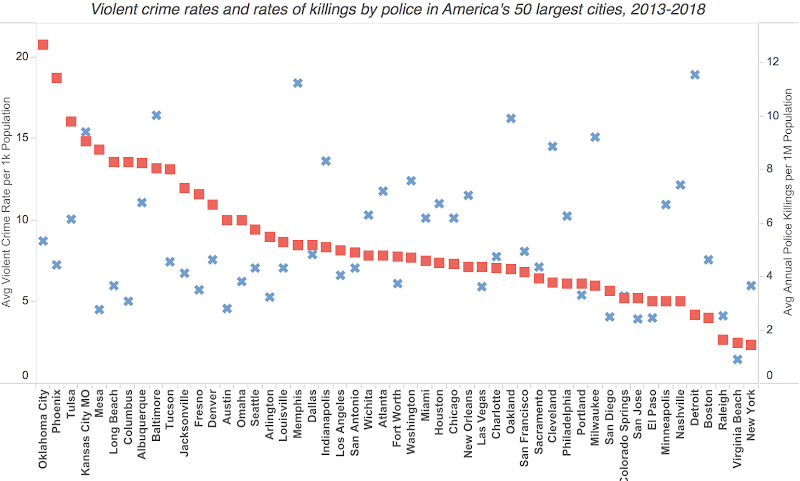 Violent crime rates and rates of killings by police in America's 50 largest cities, 2013-2018
Avg Violent Crime Rate per 1k Population
20
15
10
5
0
12
10
8
6
4
2
0
Avg Annual Police Killings per 1M Population
Oklahoma City
Phoenix
Tulsa
Kansas City MO
Mesa
Long Beach
Columbus
Albuquerque
Baltimore
Tucson
Jacksonville
Fresno
Denver
Austin
Omaha
Seattle
Arlington
Louisville
Memphis
Dallas
Indianapolis
Los Angeles
San Antonio
Wichita
Atlanta
Fort Worth
Washington
Miami
Houston
Chicago
New Orleans
Las Vegas
Charlotte
Oakland
San Francisco
Sacramento
Cleveland
Philadelphia
Portland
Milwaukee
San Diego
Colorado Springs
San Jose
El Paso
Minneapolis
Nashville
Detroit
Boston
Raleigh
Virginia Beach
New York